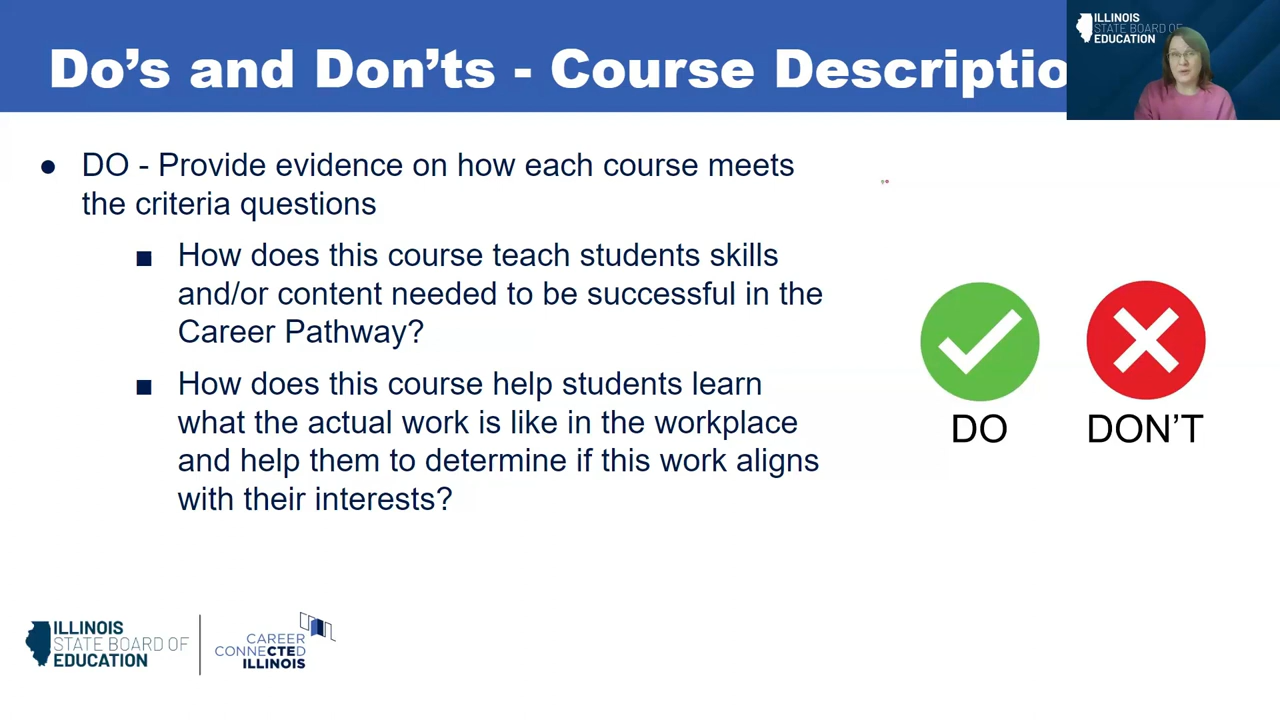 Do's and Don'ts - Course Descriptio
ILLINOIS
STATE BOARD OF
EDUCATION
● DO - Provide evidence on how each course meets
the criteria questions
■ How does this course teach students skills
and/or content needed to be successful in the
Career Pathway?
■ How does this course help students learn
what the actual work is like in the workplace
and help them to determine if this work aligns
with their interests?
DO
DON'T
ILLINOIS
STATE BOARD OF
EDUCATION
CAREER
CONNECTED
ILLINOIS